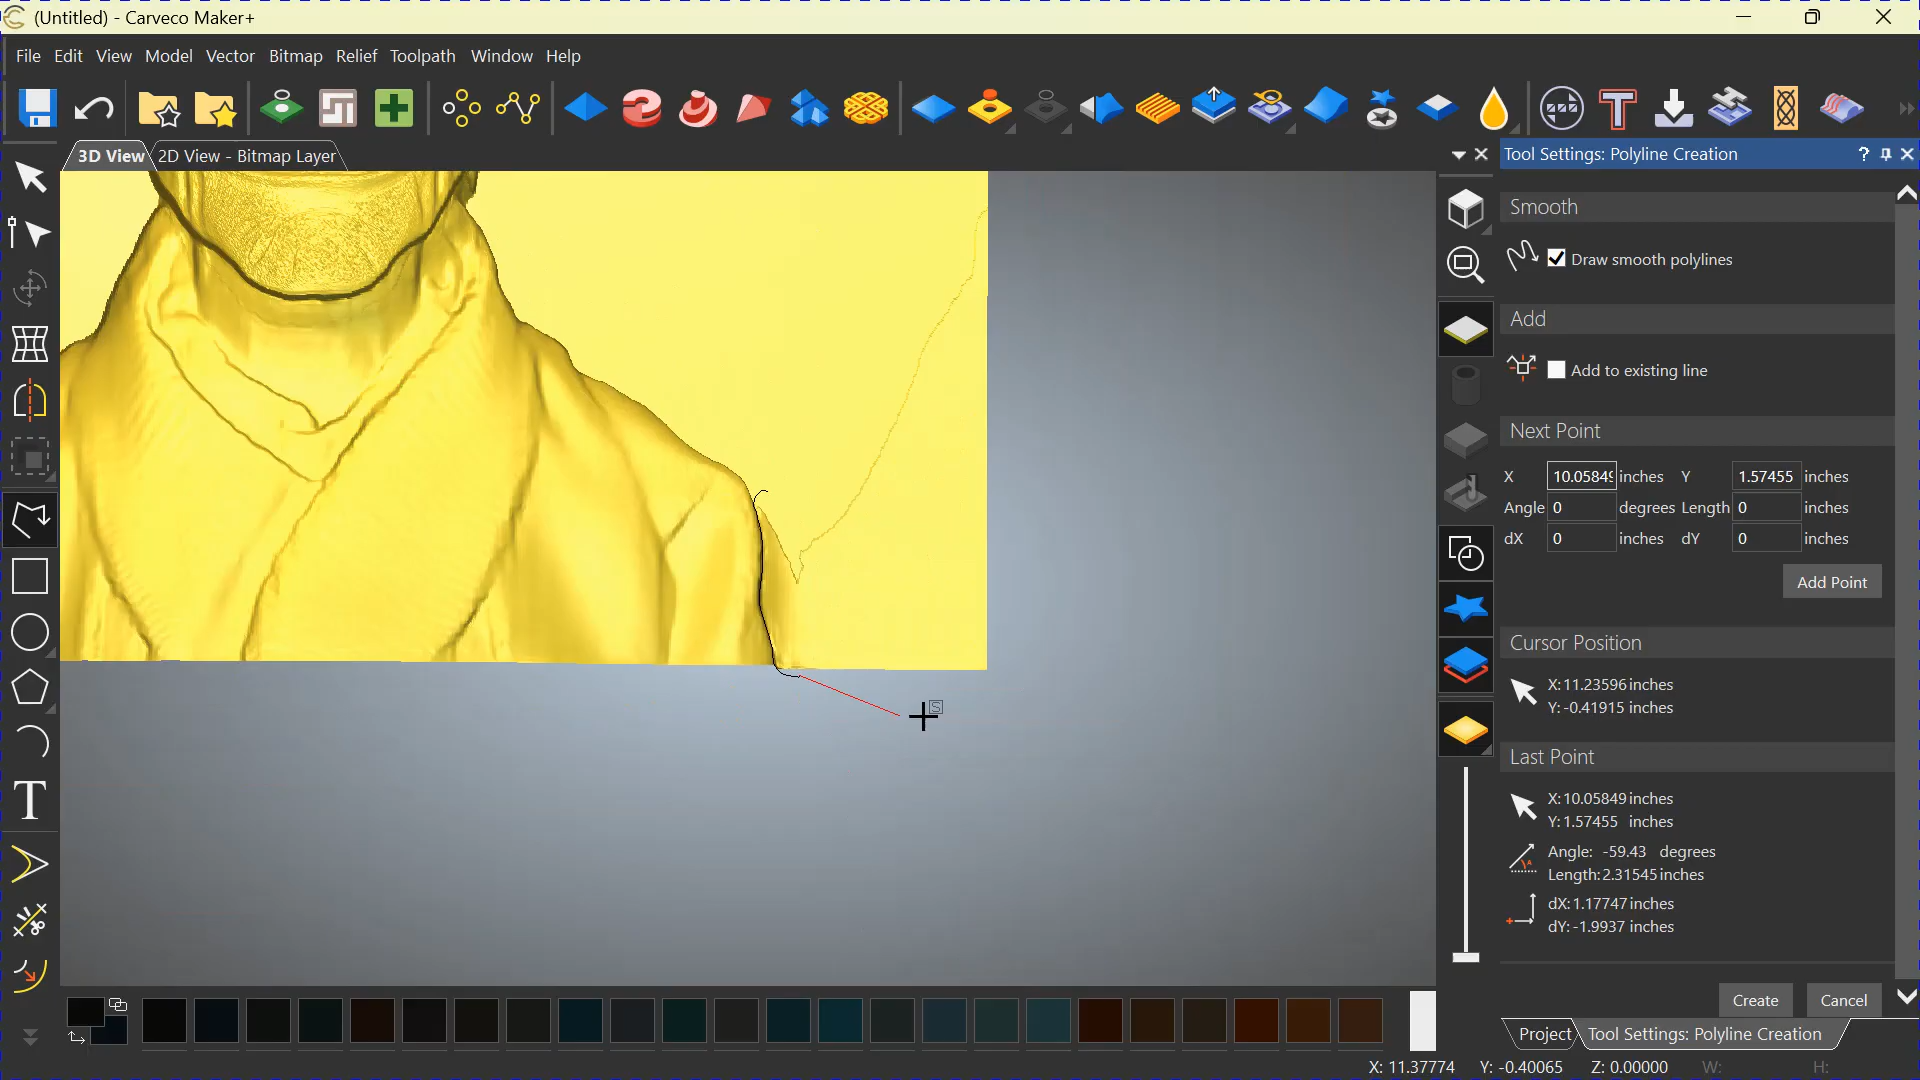 (Untitled) - Carveco Maker+
File Edit View Model Vector Bitmap Relief Toolpath Window Help
3D View 2D View - Bitmap Layer
Tool Settings: Polyline Creation ?
Smooth
Draw smooth polylines
Add
Add to existing line
Next Point
X 10.05849 inches Y 1.57455 inches
Angle 0 degrees Length 0 inches
dX 0 inches dY 0 inches
Add Point
Cursor Position
X:11.23596 inches
Y:-0.41915 inches
Last Point
X:10.05849 inches
Y:1.57455 inches
Angle: -59.43 degrees
Length:2.31545 inches
dX:1.17747 inches
dY:-1.9937 inches
Create Cancel
Project Tool Settings: Polyline Creation
X: 11.37774 Y: -0.40065 Z: 0.00000 W: H: